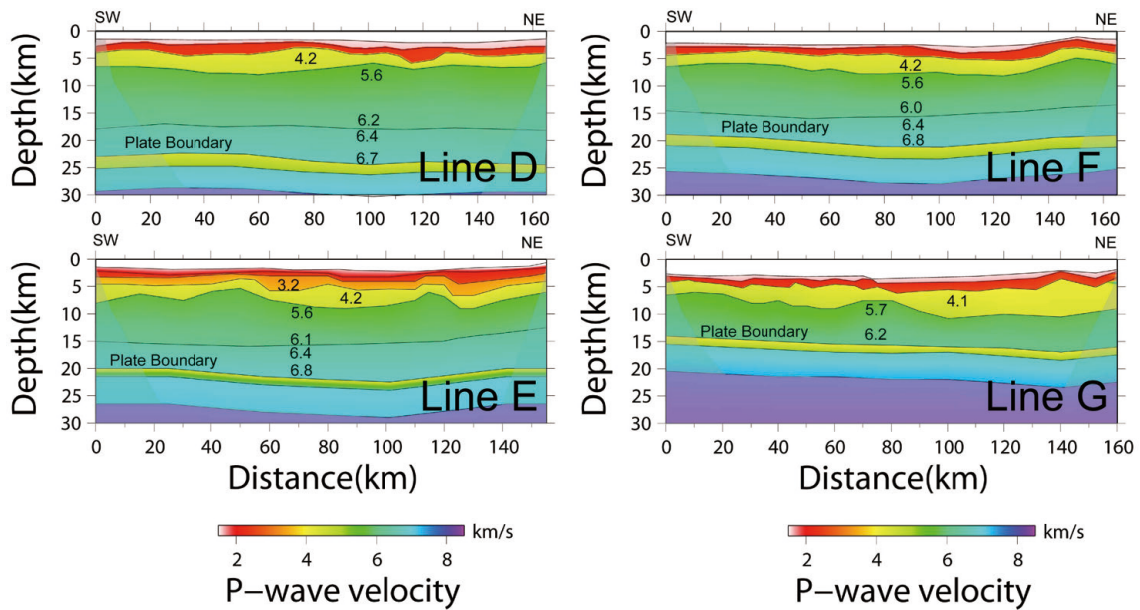 SW NE
0
5
10
15
20
25
30
Depth(km)
4.2
5.6
6.2
6.4
Plate Boundary
6.7
Line D
0 20 40 60 80 100 120 140 160
SW NE
0
5
10
15
20
25
30
Depth(km)
4.2
5.6
6.0
Plate Boundary
6.4
6.8
Line F
0 20 40 60 80 100 120 140 160
SW NE
0
5
10
15
20
25
30
Depth(km)
3.2
4.2
5.6
6.1
6.4
Plate Boundary
6.8
Line E
0 20 40 60 80 100 120 140
Distance(km)
SW NE
0
5
10
15
20
25
30
Depth(km)
4.1
5.7
Plate Boundary
6.2
Line G
0 20 40 60 80 100 120 140 160
Distance(km)
km/s
2 4 6 8
P−wave velocity
km/s
2 4 6 8
P−wave velocity